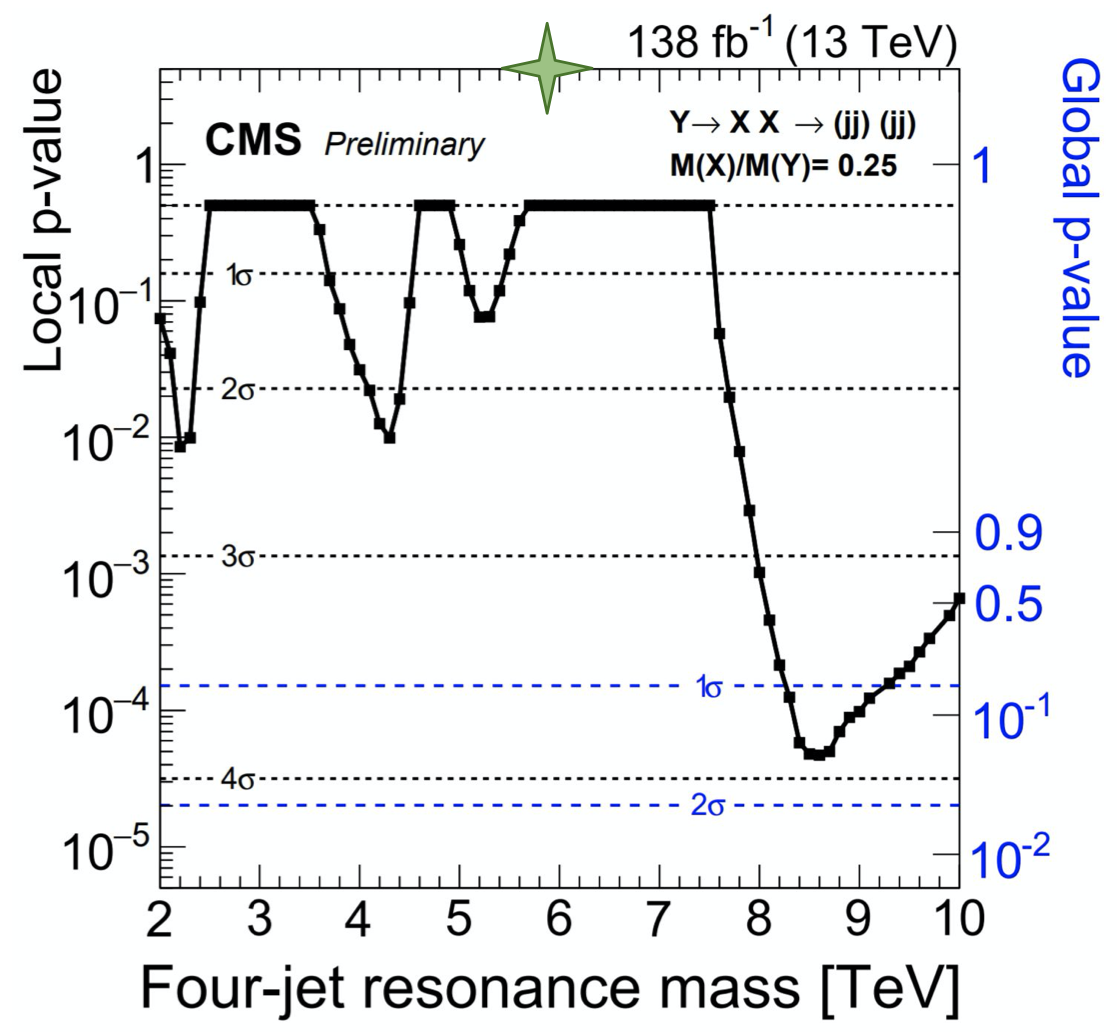 138 fb⁻¹ (13 TeV)
CMS Preliminary
Y→ X X → (jj) (jj)
M(X)/M(Y)= 0.25
Local p-value
1
10⁻¹
10⁻²
10⁻³
10⁻⁴
10⁻⁵
1σ
2σ
3σ
4σ
1σ
2σ
Global p-value
1
0.9
0.5
10⁻¹
10⁻²
2 3 4 5 6 7 8 9 10
Four-jet resonance mass [TeV]